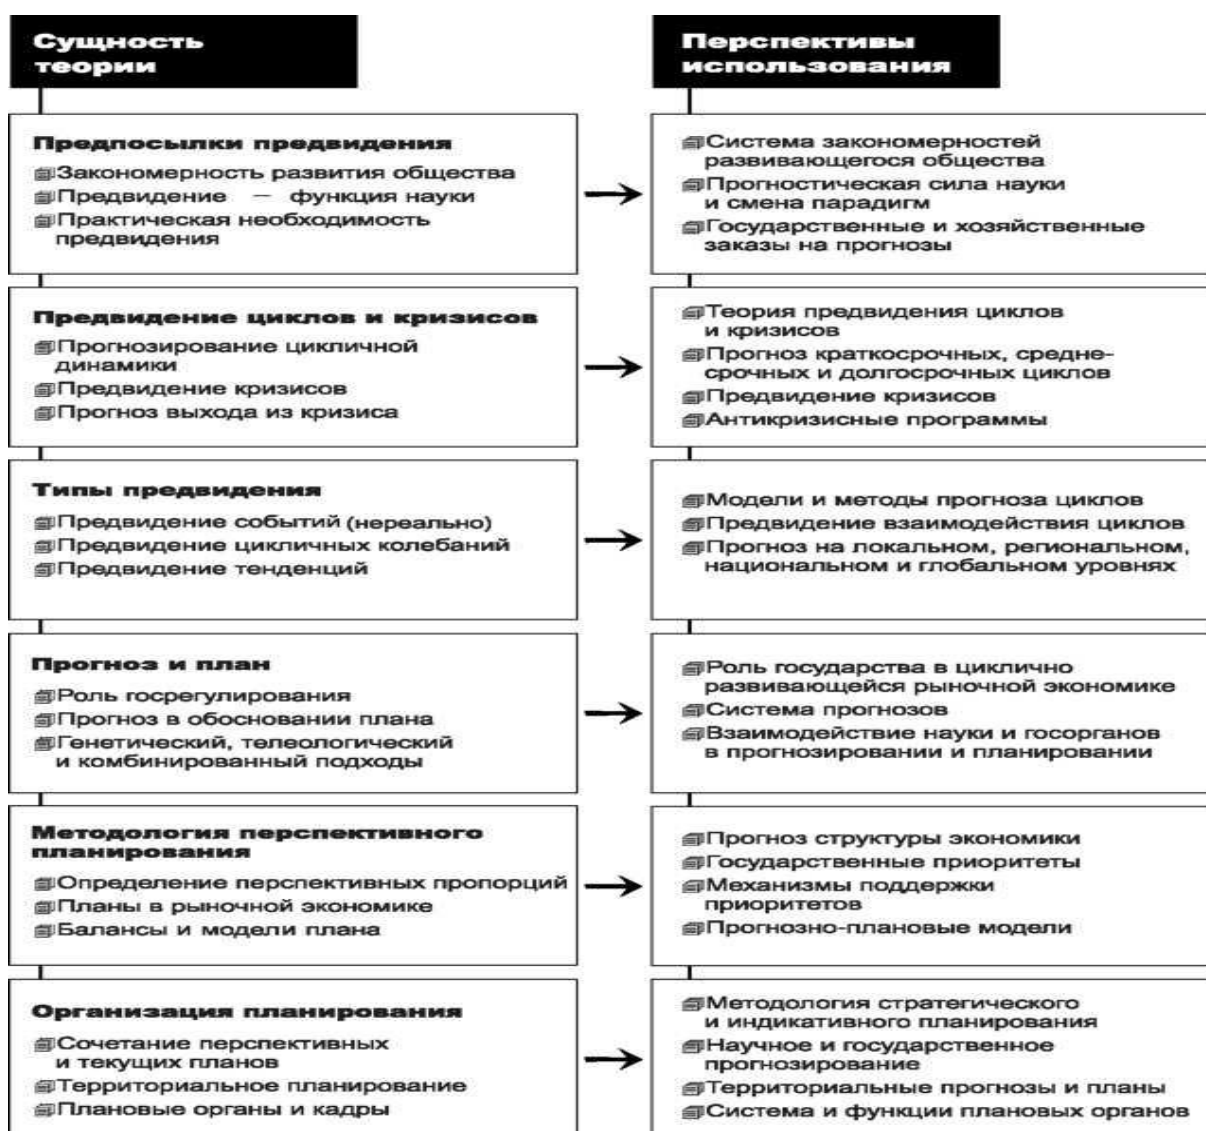 Сущность
теории
Перспективы
использования
Предпосылки предвидения
Закономерность развития общества
Предвидение – функция науки
Практическая необходимость
предвидения
Система закономерностей
развивающегося общества
Прогностическая сила науки
и смена парадигм
Государственные и хозяйственные
заказы на прогнозы
Предвидение циклов и кризисов
Прогнозирование цикличной
динамики
Предвидение кризисов
Прогноз выхода из кризиса
Теория предвидения циклов
и кризисов
Прогноз краткосрочных, средне-
срочных и долгосрочных циклов
Предвидение кризисов
Антикризисные программы
Типы предвидения
Предвидение событий (нереально)
Предвидение цикличных колебаний
Предвидение тенденций
Модели и методы прогноза циклов
Предвидение взаимодействия циклов
Прогноз на локальном, региональном,
национальном и глобальном уровнях
Прогноз и план
Роль госрегулирования
Прогноз в обосновании плана
Генетический, телеологический
и комбинированный подходы
Роль государства в циклично
развивающейся рыночной экономике
Система прогнозов
Взаимодействие науки и госорганов
в прогнозировании и планировании
Методология перспективного
планирования
Определение перспективных пропорций
Планы в рыночной экономике
Балансы и модели плана
Прогноз структуры экономики
Государственные приоритеты
Механизмы поддержки
приоритетов
Прогнозно-плановые модели
Организация планирования
Сочетание перспективных
и текущих планов
Территориальное планирование
Плановые органы и кадры
Методология стратегического
и индикативного планирования
Научное и государственное
прогнозирование
Территориальные прогнозы и планы
Система и функции плановых органов